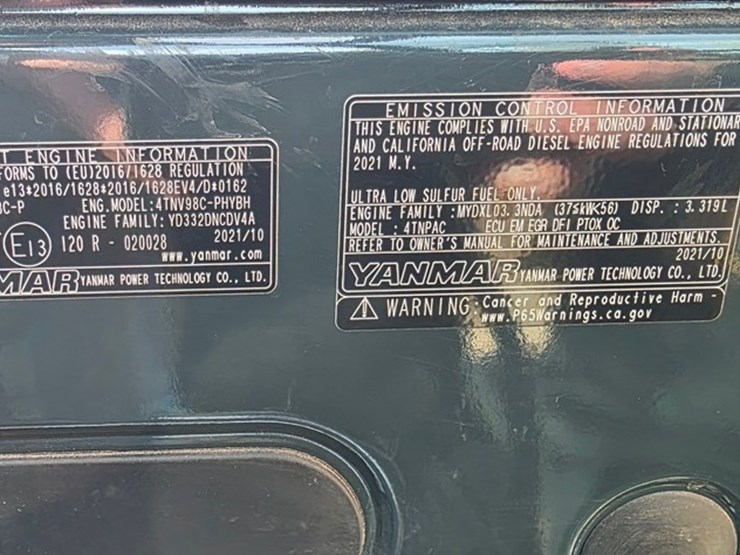 T ENGINE INFORMATION
FORMS TO (EU)2016/1628 REGULATION
e13*2016/1628*2016/1628EV4/D*0162
8C-P ENG.MODEL:4TNV98C-PHYBH
ENGINE FAMILY:YD332DNCDV4A
E13 120 R - 020028 2021/10
www.yanmar.com
MAR YANMAR POWER TECHNOLOGY CO., LTD.
EMISSION CONTROL INFORMATION
THIS ENGINE COMPLIES WITH U.S. EPA NONROAD AND STATIONAR
AND CALIFORNIA OFF-ROAD DIESEL ENGINE REGULATIONS FOR
2021 M.Y.
ULTRA LOW SULFUR FUEL ONLY.
ENGINE FAMILY :MYDXL03.3NDA (37≤kW<56) DISP. : 3.319L
MODEL : 4TNPAC ECU EM EGR DFI PTOX OC
REFER TO OWNER'S MANUAL FOR MAINTENANCE AND ADJUSTMENTS.
2021/10
YANMAR YANMAR POWER TECHNOLOGY CO., LTD.
WARNING:Cancer and Reproductive Harm -
www.P65Warnings.ca.gov